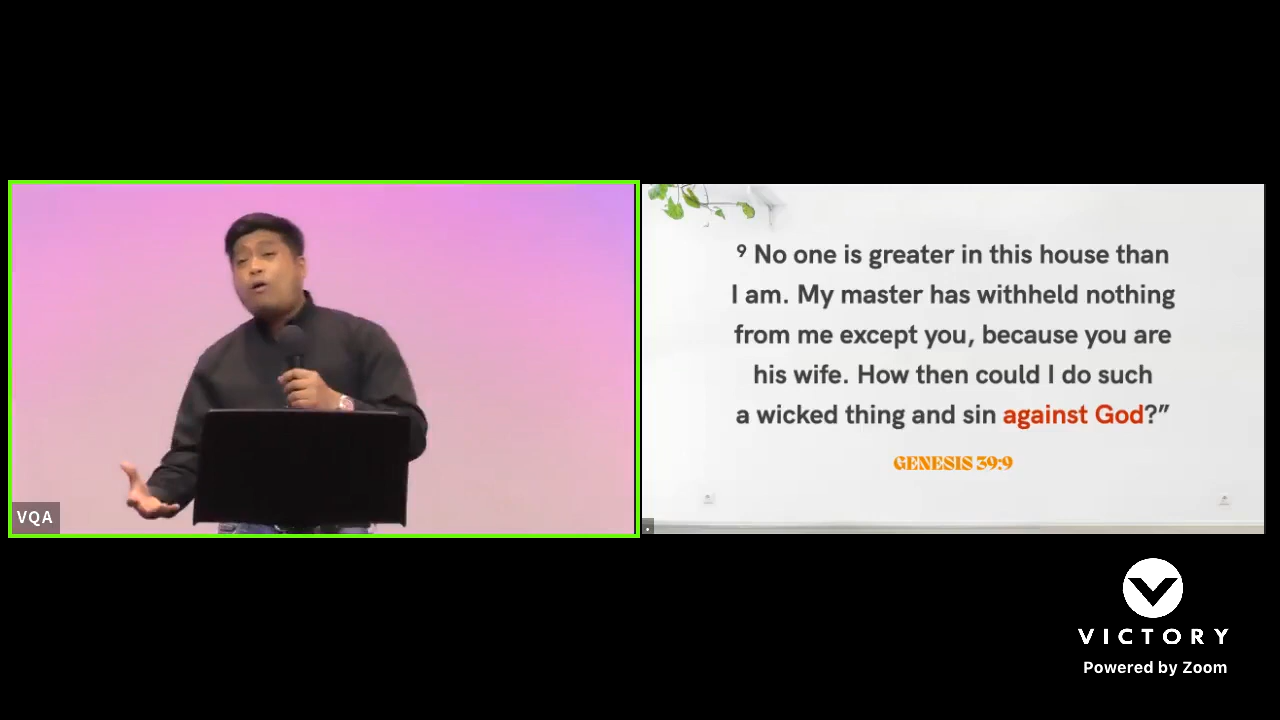 VQA
⁹ No one is greater in this house than
I am. My master has withheld nothing
from me except you, because you are
his wife. How then could I do such
a wicked thing and sin against God?”
GENESIS 39:9
.
VICTORY
Powered by Zoom